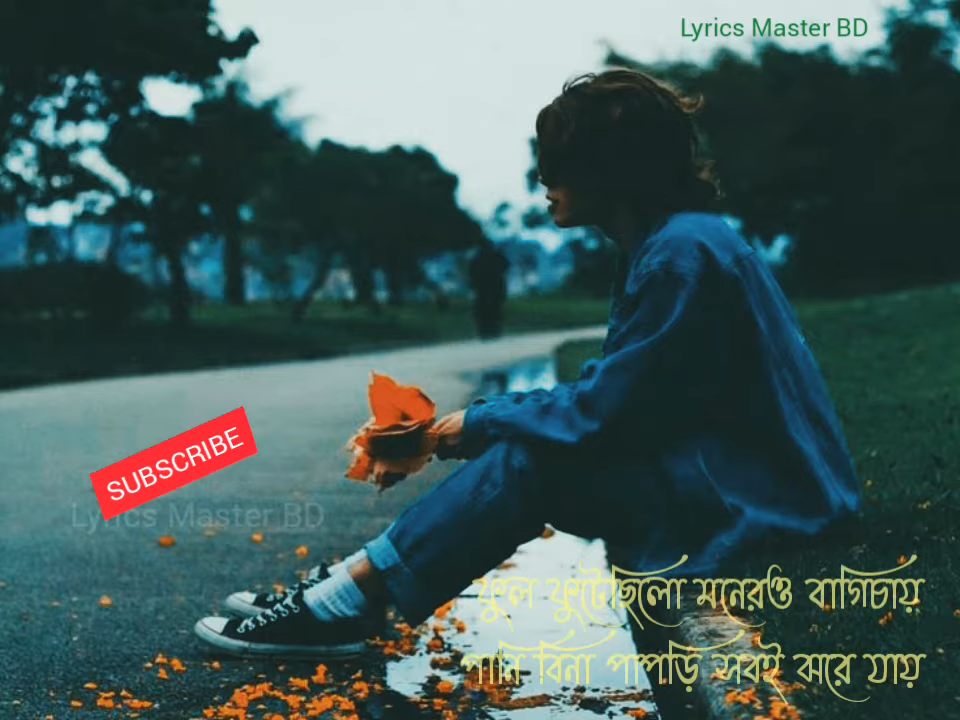 Lyrics Master BD
SUBSCRIBE
Lyrics Master BD
ফুল ফুটেছিলো মনেরও বাগিচায়
পানি বিনা পাপড়ি সবই ঝরে যায়